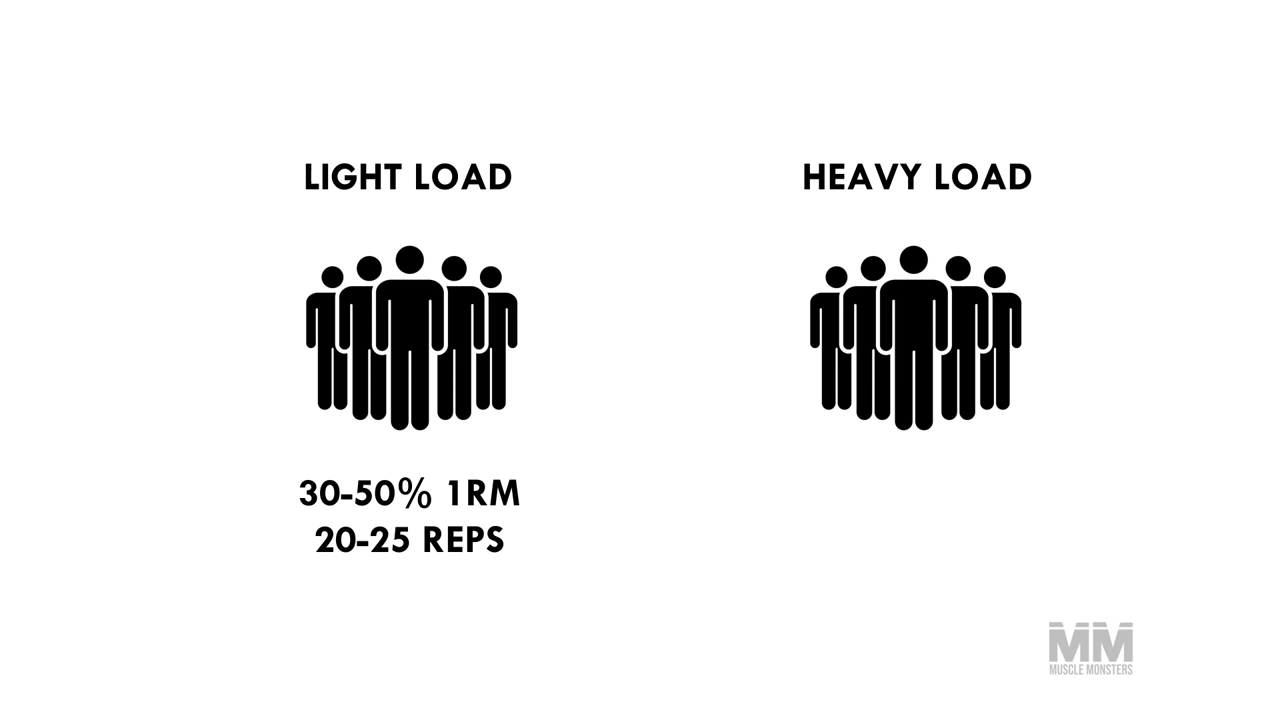 LIGHT LOAD
HEAVY LOAD
30-50% 1RM
20-25 REPS
MM
MUSCLE MONSTERS